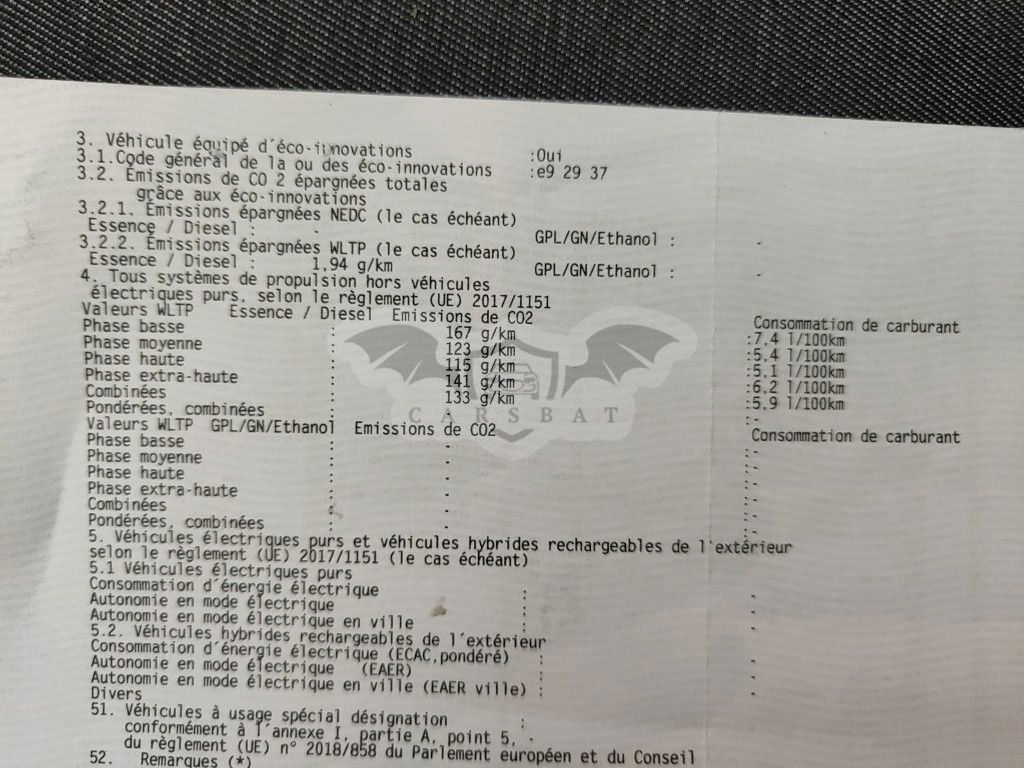 3. Véhicule équipé d'éco-innovations :Oui
3.1.Code général de la ou des éco-innovations :e9 29 37
3.2. Émissions de CO 2 épargnées totales
grâce aux éco-innovations
3.2.1. Émissions épargnées NEDC (le cas échéant)
Essence / Diesel : - GPL/GN/Ethanol : -
3.2.2. Émissions épargnées WLTP (le cas échéant)
Essence / Diesel : 1,94 g/km GPL/GN/Ethanol : -
4. Tous systèmes de propulsion hors véhicules
électriques purs, selon le règlement (UE) 2017/1151
Valeurs WLTP Essence / Diesel Emissions de CO2 Consommation de carburant
Phase basse : 167 g/km :7,4 l/100km
Phase moyenne : 123 g/km :5,4 l/100km
Phase haute : 115 g/km :5,1 l/100km
Phase extra-haute : 141 g/km :6,2 l/100km
Combinées : 133 g/km :5,9 l/100km
Pondérées, combinées : :-
CARSBAT
Valeurs WLTP GPL/GN/Ethanol Emissions de CO2 Consommation de carburant
Phase basse : - :-
Phase moyenne : - :-
Phase haute : - :-
Phase extra-haute : - :-
Combinées : - :-
Pondérées, combinées : - :-
5. Véhicules électriques purs et véhicules hybrides rechargeables de l'extérieur
selon le règlement (UE) 2017/1151 (le cas échéant)
5.1 Véhicules électriques purs
Consommation d'énergie électrique : -
Autonomie en mode électrique : -
Autonomie en mode électrique en ville : -
5.2. Véhicules hybrides rechargeables de l'extérieur
Consommation d'énergie électrique (ECAC,pondéré) : -
Autonomie en mode électrique (EAER) : -
Autonomie en mode électrique en ville (EAER ville) : -
Divers
51. Véhicules à usage spécial désignation :
conformément à l'annexe I, partie A, point 5, -
du règlement (UE) n° 2018/858 du Parlement européen et du Conseil
52. Remarques (*)